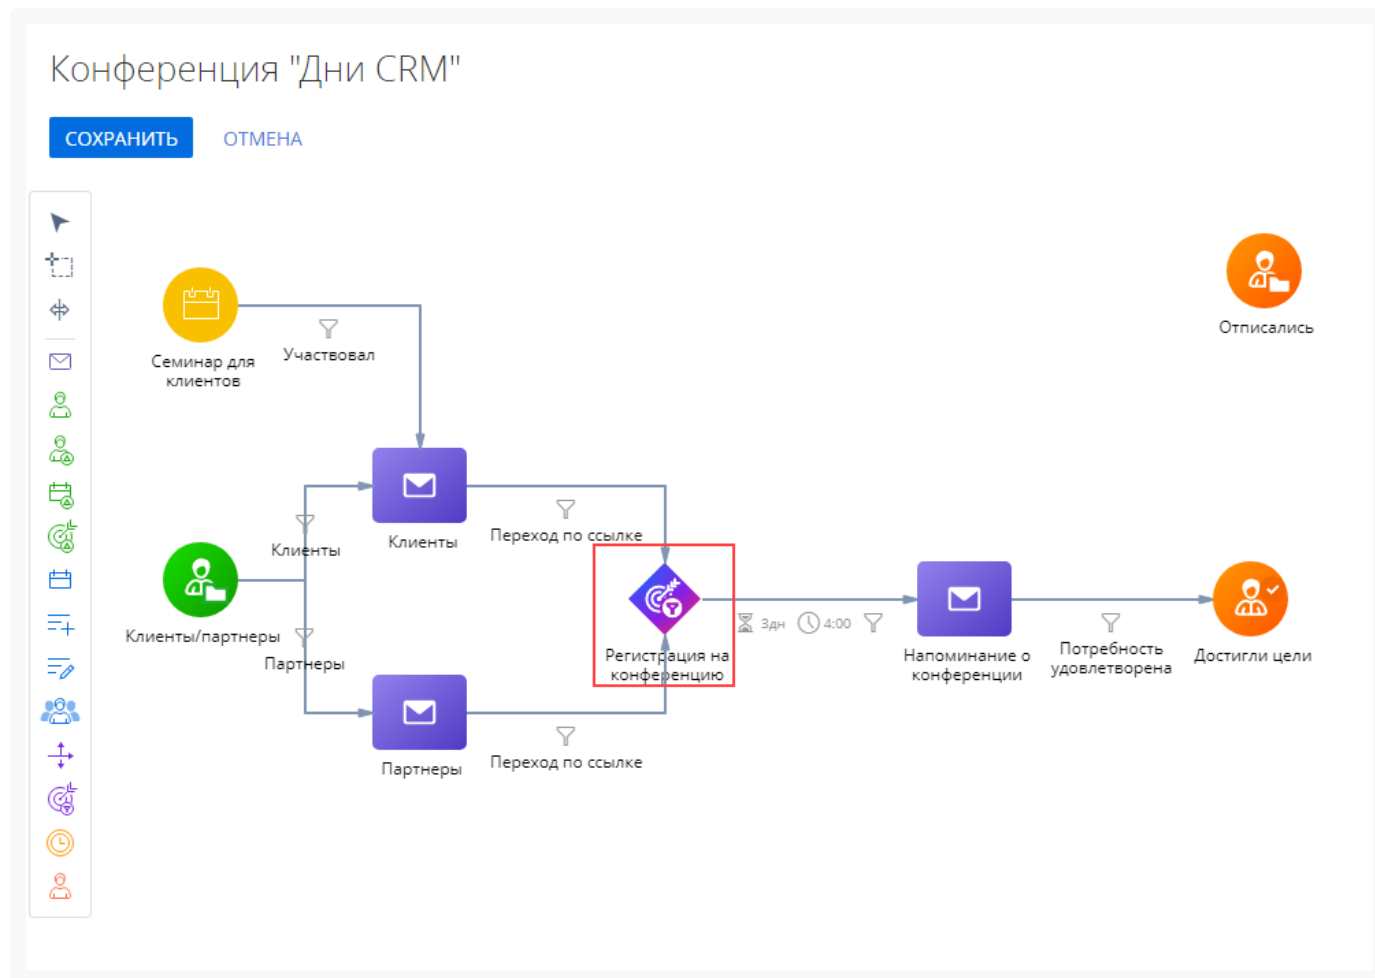 Конференция "Дни CRM"
СОХРАНИТЬ
ОТМЕНА
Отписались
Участвовал
Семинар для
клиентов
Клиенты
Клиенты
Переход по ссылке
Клиенты/партнеры
Партнеры
Регистрация на
конференцию
3дн
4:00
Напоминание о
конференции
Потребность
удовлетворена
Достигли цели
Партнеры
Переход по ссылке